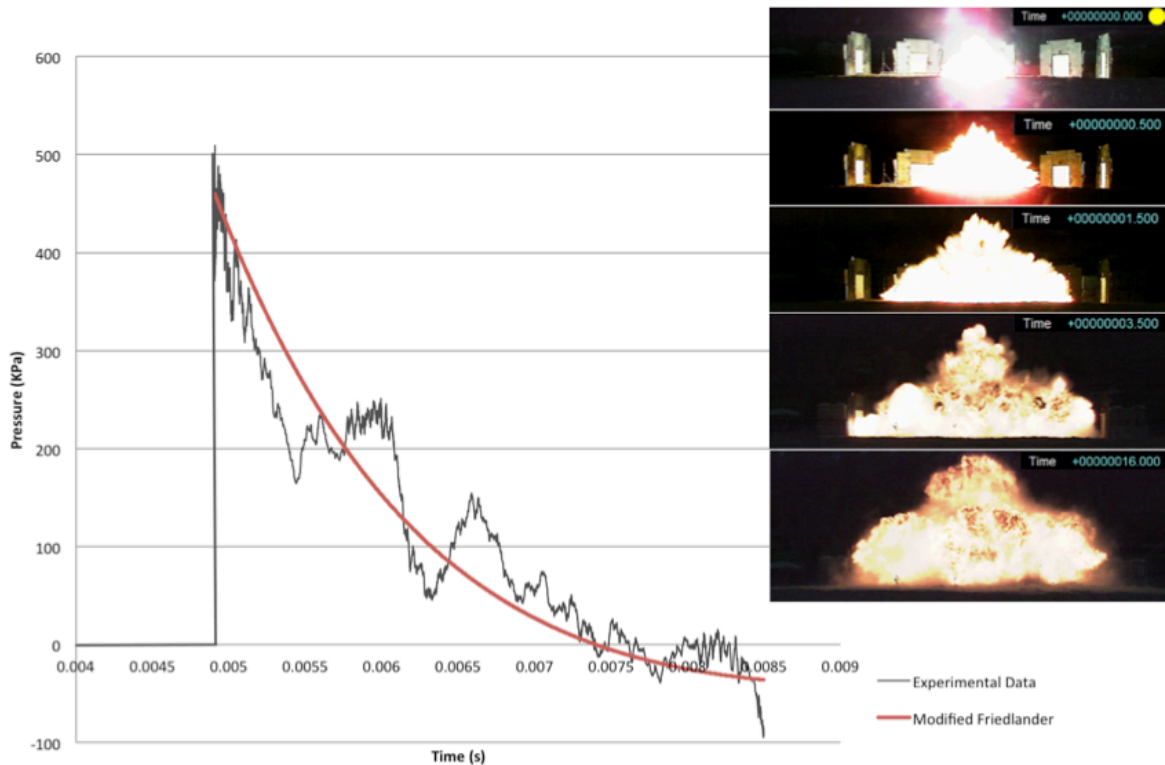 600
500
400
300
200
100
0
-100
Pressure (KPa)
0.004 0.0045 0.005 0.0055 0.006 0.0065 0.007 0.0075 0.008 0.0085 0.009
Time (s)
Time +00000000.000
Time +00000000.500
Time +00000001.500
Time +00000003.500
Time +00000016.000
Experimental Data
Modified Friedlander